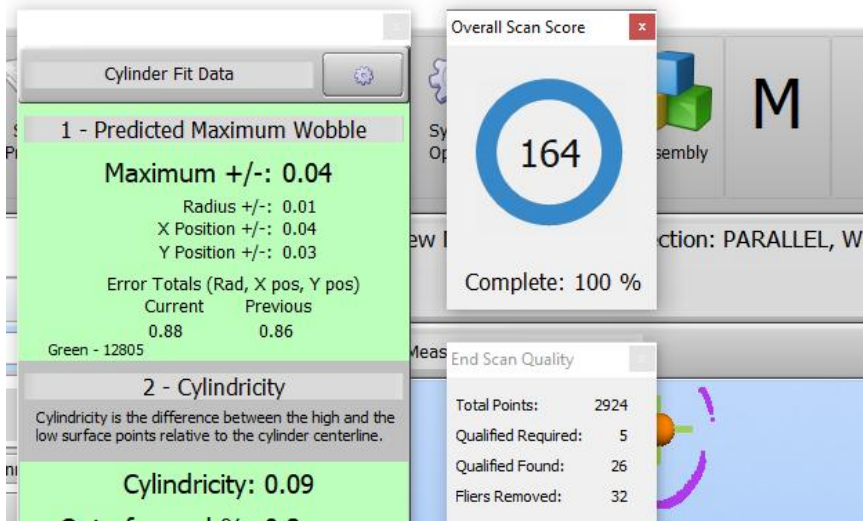 Cylinder Fit Data
1 - Predicted Maximum Wobble
Maximum +/-: 0.04
Radius +/-: 0.01
X Position +/-: 0.04
Y Position +/-: 0.03
Error Totals (Rad, X pos, Y pos)
Current Previous
0.88 0.86
Green - 12805
2 - Cylindricity
Cylindricity is the difference between the high and the
low surface points relative to the cylinder centerline.
Cylindricity: 0.09
x
Overall Scan Score x
164
Complete: 100 %
Sy
Op
sembly
M
ew
ction: PARALLEL, W
Meas
End Scan Quality
Total Points: 2924
Qualified Required: 5
Qualified Found: 26
Fliers Removed: 32